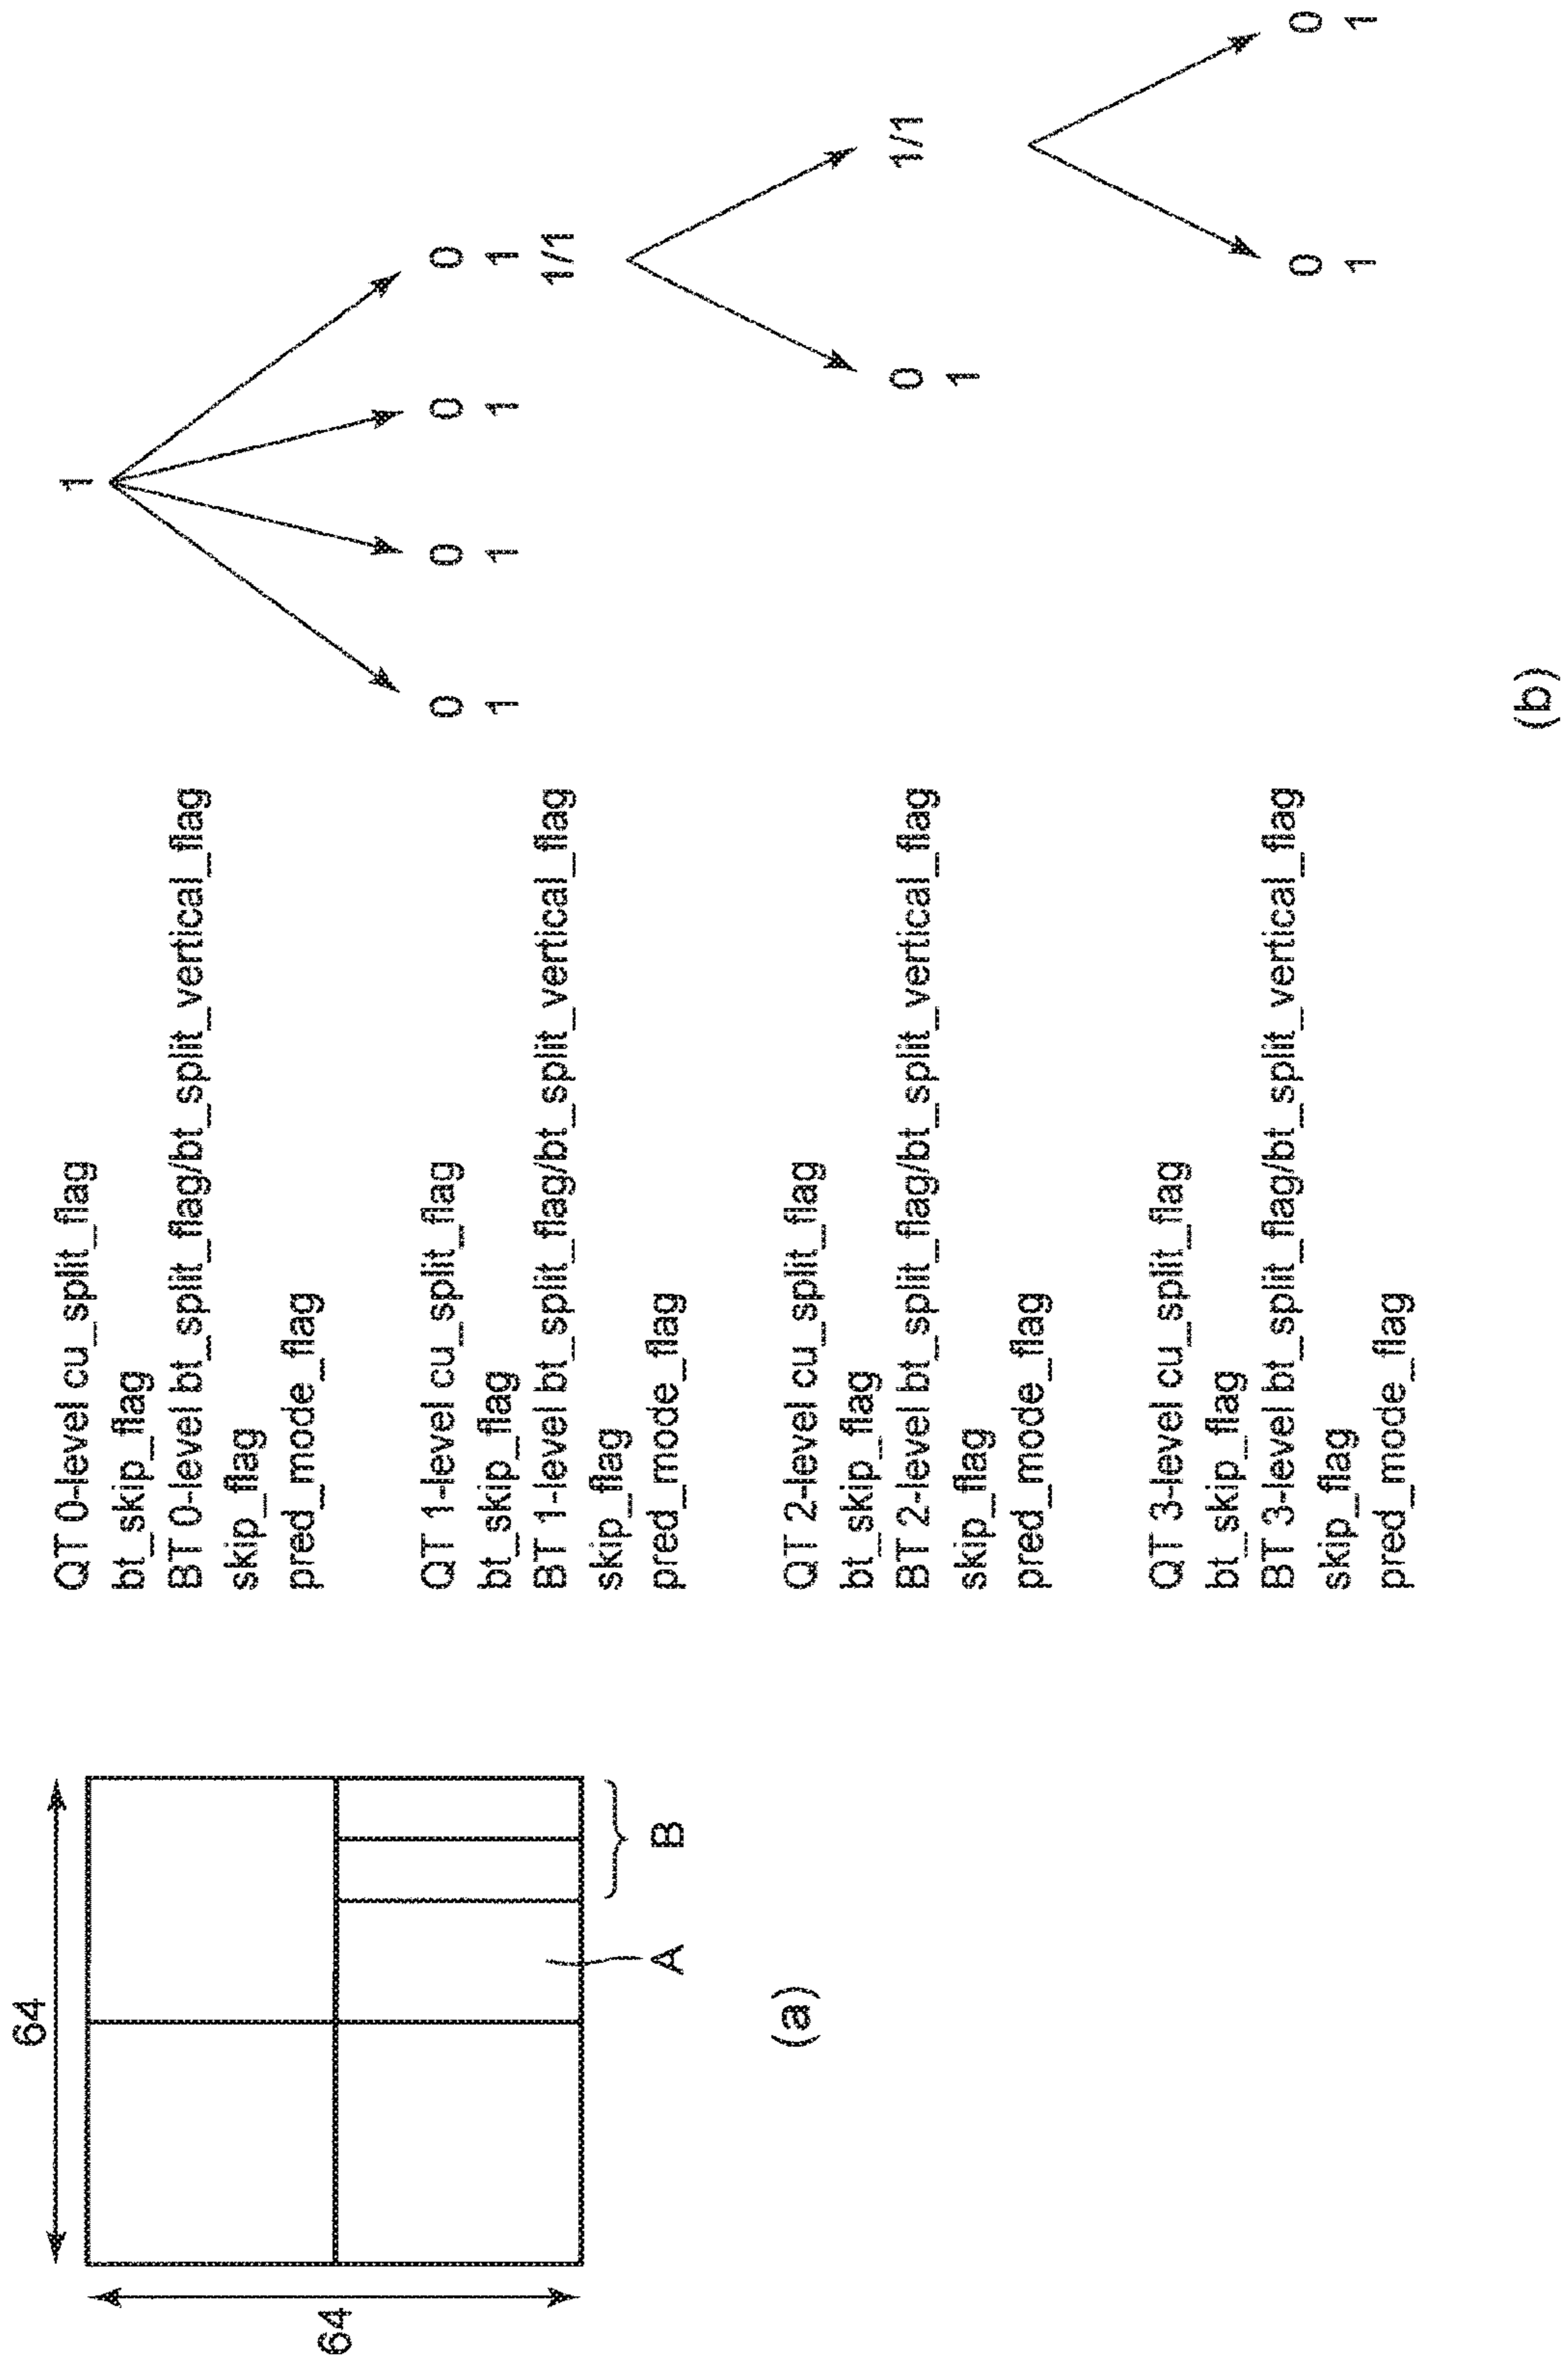 64
64
A
B
(a)
QT 0-level cu_split_flag
1
bt_skip_flag
BT 0-level bt_split_flag/bt_split_vertical_flag
skip_flag
pred_mode_flag
QT 1-level cu_split_flag
0 0 0 0
bt_skip_flag
1 1 1 1
BT 1-level bt_split_flag/bt_split_vertical_flag
1/1
skip_flag
pred_mode_flag
QT 2-level cu_split_flag
bt_skip_flag
BT 2-level bt_split_flag/bt_split_vertical_flag
0 1/1
skip_flag
1
pred_mode_flag
QT 3-level cu_split_flag
bt_skip_flag
BT 3-level bt_split_flag/bt_split_vertical_flag
0 0
skip_flag
1 1
pred_mode_flag
(b)